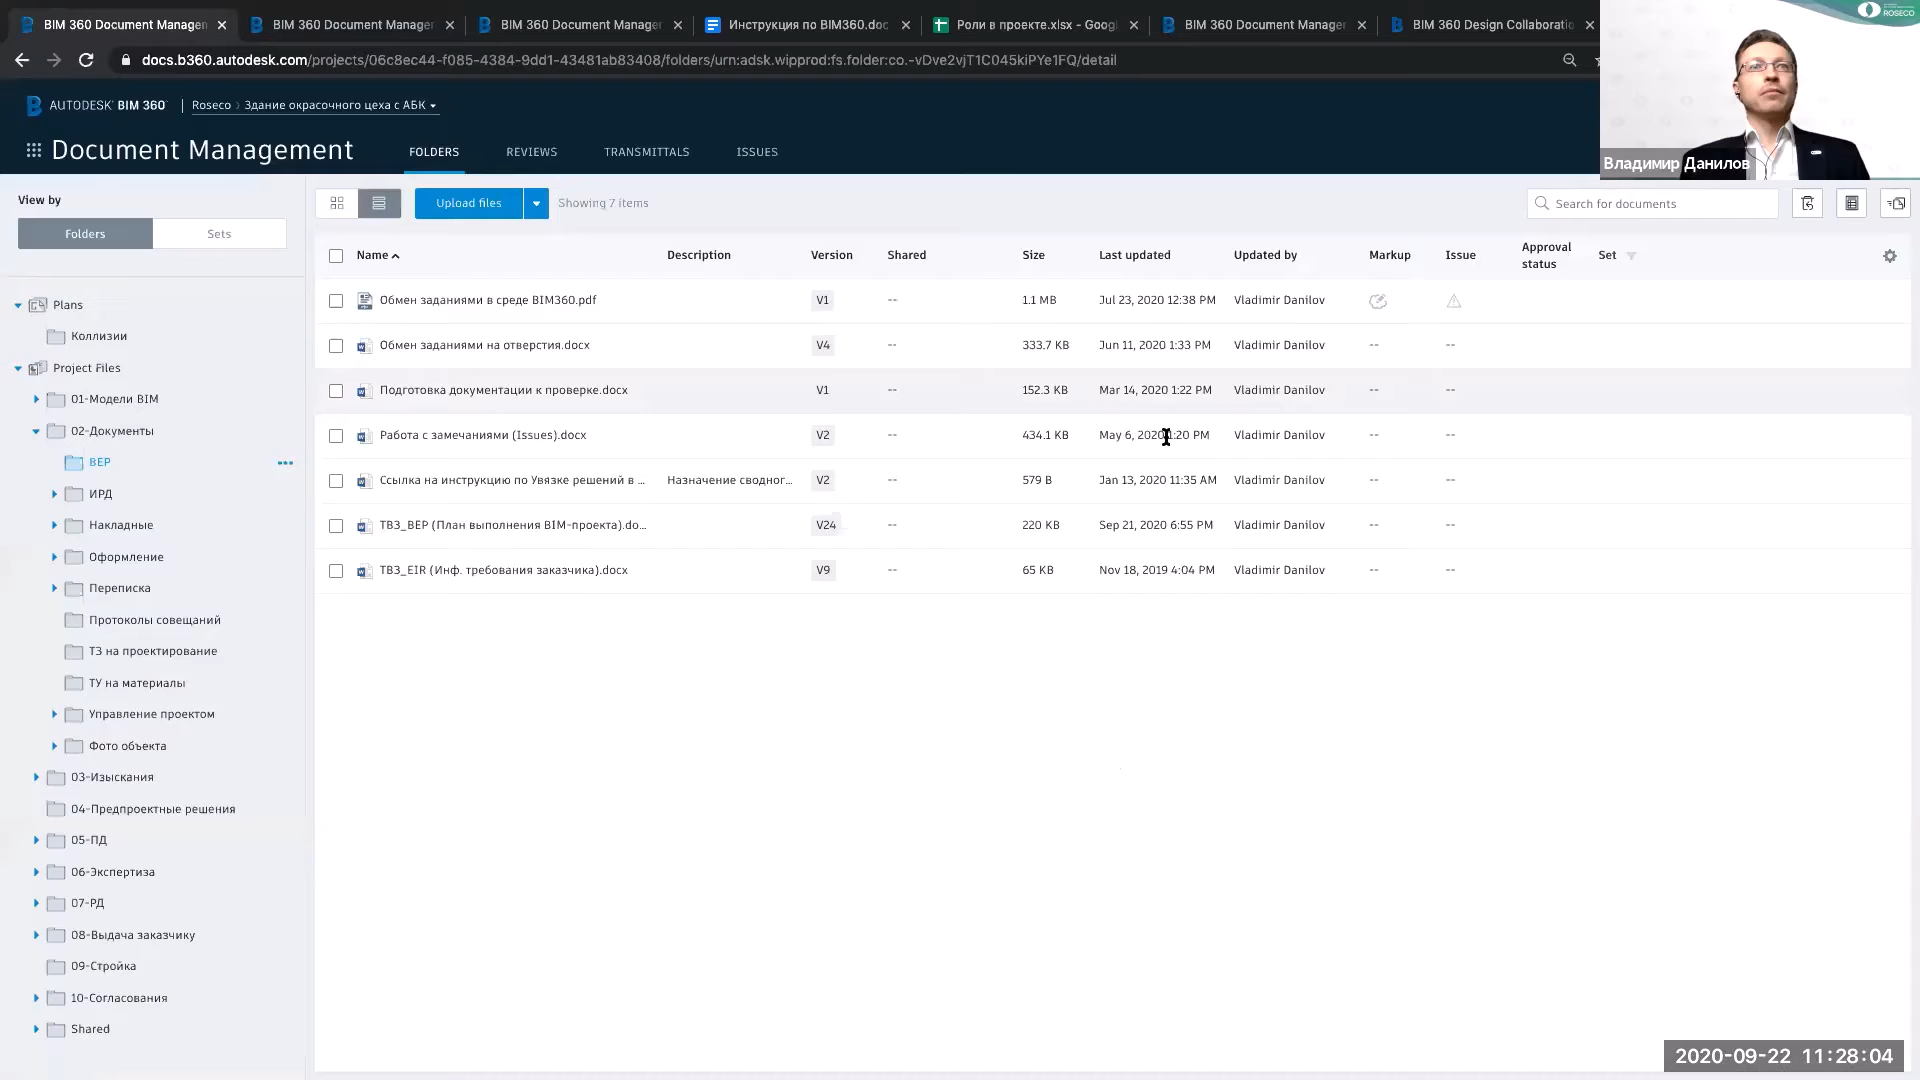 BIM 360 Document Managen
BIM 360 Document Manager
BIM 360 Document Manager
Инструкция по BIM360.doc
Роли в проекте.xlsx - Goog
BIM 360 Document Manager
BIM 360 Design Collaboratio
docs.b360.autodesk.com/projects/06c8ec44-f085-4384-9dd1-43481ab83408/folders/urn:adsk.wipprod:fs.folder:co.-vDve2vjT1C045kiPYe1FQ/detail
ROSECO
Владимир Данилов
AUTODESK BIM 360
Roseco > Здание окрасочного цеха с АБК
Document Management
FOLDERS
REVIEWS
TRANSMITTALS
ISSUES
View by
Folders
Sets
Upload files
Showing 7 items
Search for documents
Plans
Коллизии
Project Files
01-Модели BIM
02-Документы
BEP
ИРД
Накладные
Оформление
Переписка
Протоколы совещаний
ТЗ на проектирование
ТУ на материалы
Управление проектом
Фото объекта
03-Изыскания
04-Предпроектные решения
05-ПД
06-Экспертиза
07-РД
08-Выдача заказчику
09-Стройка
10-Согласования
Shared
Name Description Version Shared Size Last updated Updated by Markup Issue Approval status Set
Обмен заданиями в среде BIM360.pdf V1 -- 1.1 MB Jul 23, 2020 12:38 PM Vladimir Danilov
Обмен заданиями на отверстия.docx V4 -- 333.7 KB Jun 11, 2020 1:33 PM Vladimir Danilov -- --
Подготовка документации к проверке.docx V1 -- 152.3 KB Mar 14, 2020 1:22 PM Vladimir Danilov -- --
Работа с замечаниями (Issues).docx V2 -- 434.1 KB May 6, 2020 :20 PM Vladimir Danilov -- --
Ссылка на инструкцию по Увязке решений в ... Назначение сводног... V2 -- 579 B Jan 13, 2020 11:35 AM Vladimir Danilov -- --
ТВЗ_BEP (План выполнения BIM-проекта).do... V24 -- 220 KB Sep 21, 2020 6:55 PM Vladimir Danilov -- --
ТВЗ_EIR (Инф. требования заказчика).docx V9 -- 65 KB Nov 18, 2019 4:04 PM Vladimir Danilov -- --
2020-09-22 11:28:04